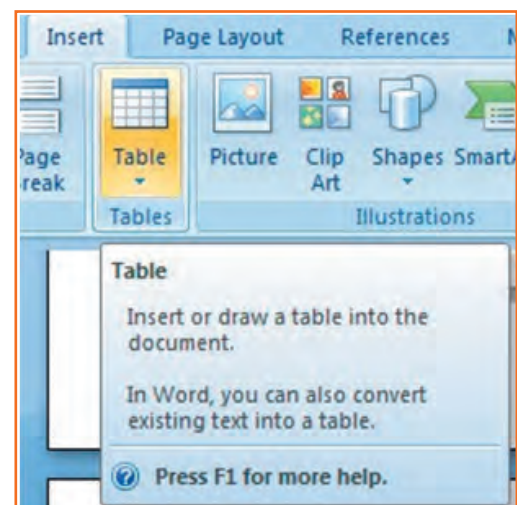 Insert Page Layout References
Page Break
Table
Picture
Clip Art
Shapes
Tables
Illustrations
Table
Insert or draw a table into the
document.
In Word, you can also convert
existing text into a table.
Press F1 for more help.